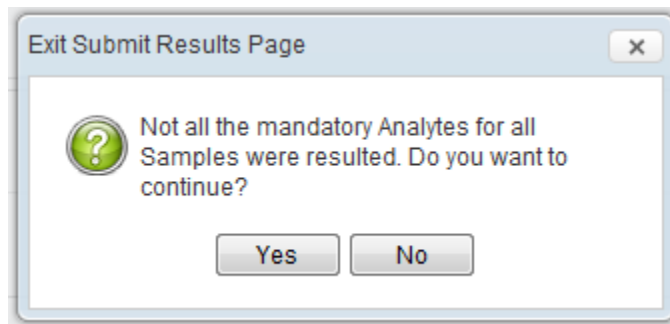 Exit Submit Results Page
Not all the mandatory Analytes for all
Samples were resulted. Do you want to
continue?
Yes No